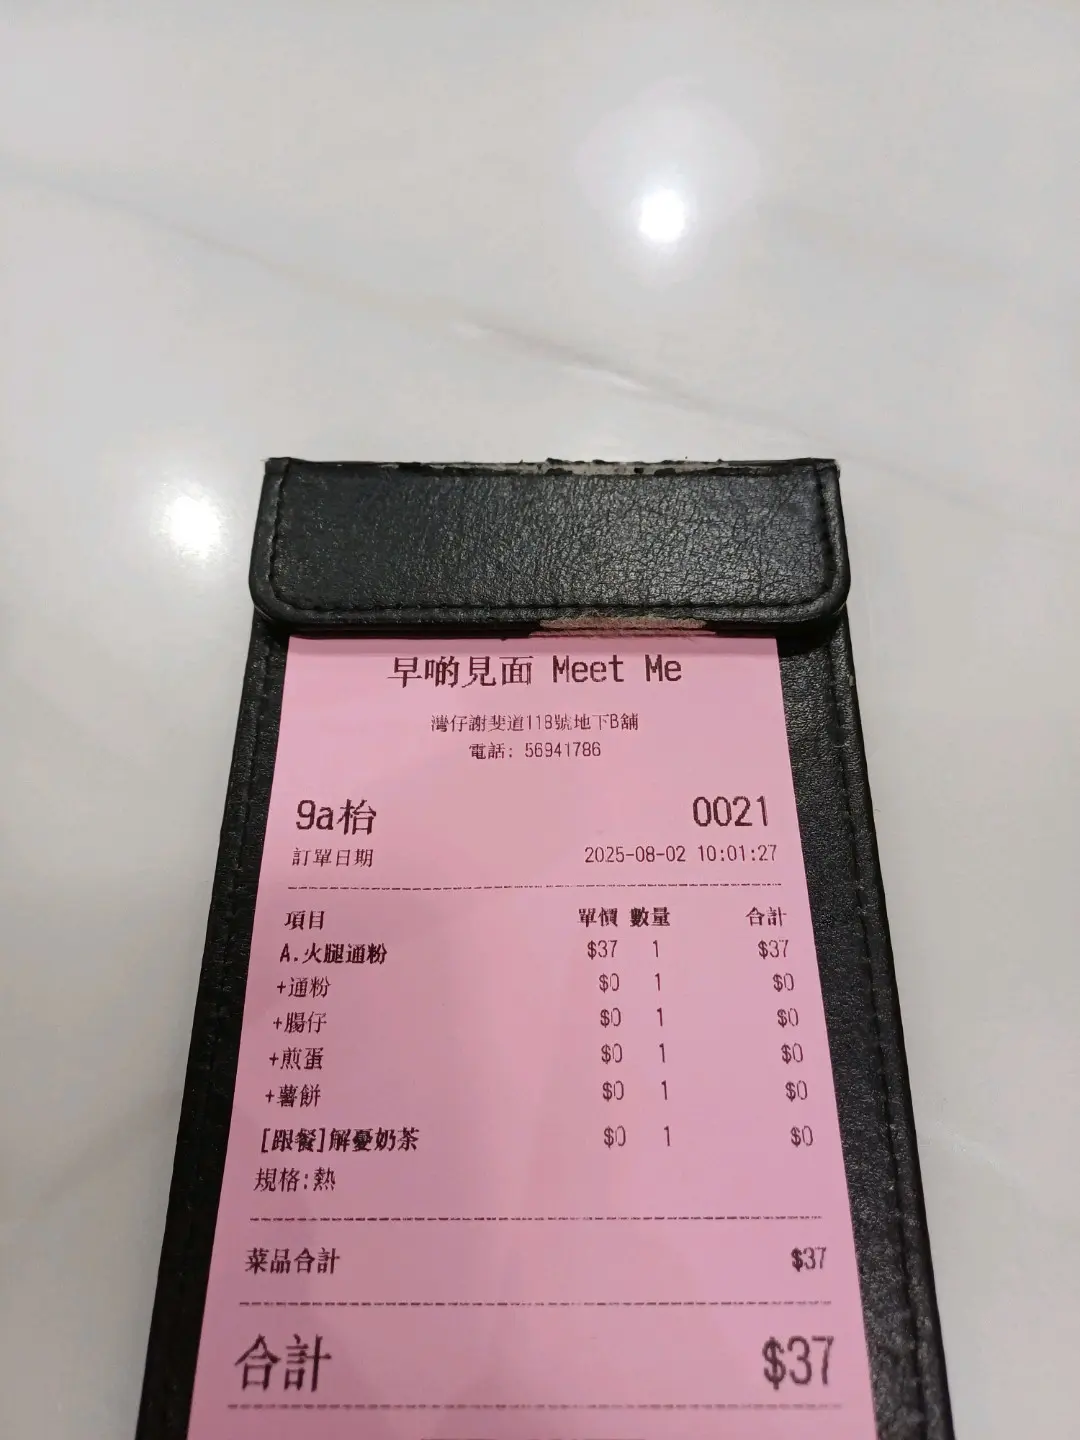 早啲見面 Meet Me
灣仔謝斐道118號地下B舖
電話: 56941786
9a枱 0021
訂單日期 2025-08-02 10:01:27
項目 單價 數量 合計
A.火腿通粉 $37 1 $37
+通粉 $0 1 $0
+腸仔 $0 1 $0
+煎蛋 $0 1 $0
+薯餅 $0 1 $0
[跟餐]解憂奶茶 $0 1 $0
規格:熱
菜品合計 $37
合計 $37